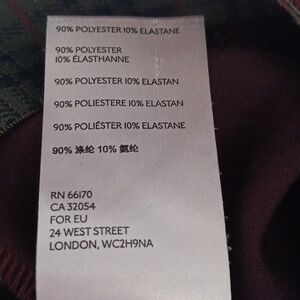 90% POLYESTER 10% ELASTANE
90% POLYESTER
10% ÉLASTHANNE
90% POLYESTER 10% ELASTAN
90% POLIESTERE 10% ELASTAN
90% POLIÉSTER 10% ELASTANE
90% 涤纶 10% 氨纶
RN 66170
CA 32054
FOR EU
24 WEST STREET
LONDON, WC2H9NA